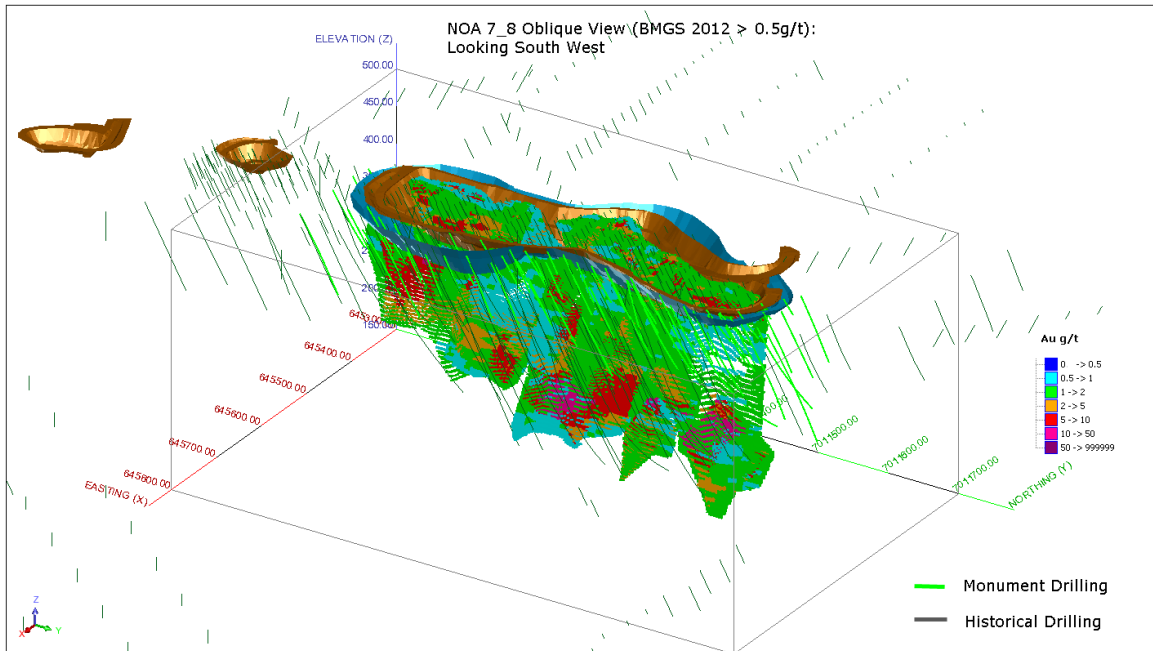 NOA 7_8 Oblique View (BMGS 2012 > 0.5g/t):
Looking South West
ELEVATION (Z)
500.00
450.00
400.00
150.00
645400.00
645500.00
645600.00
645700.00
645800.00
EASTING (X)
7011500.00
7011600.00
7011700.00
NORTHING (Y)
Au g/t
0 -> 0.5
0.5 -> 1
1 -> 2
2 -> 5
5 -> 10
10 -> 50
50 -> 999999
Monument Drilling
Historical Drilling
Z
X
Y